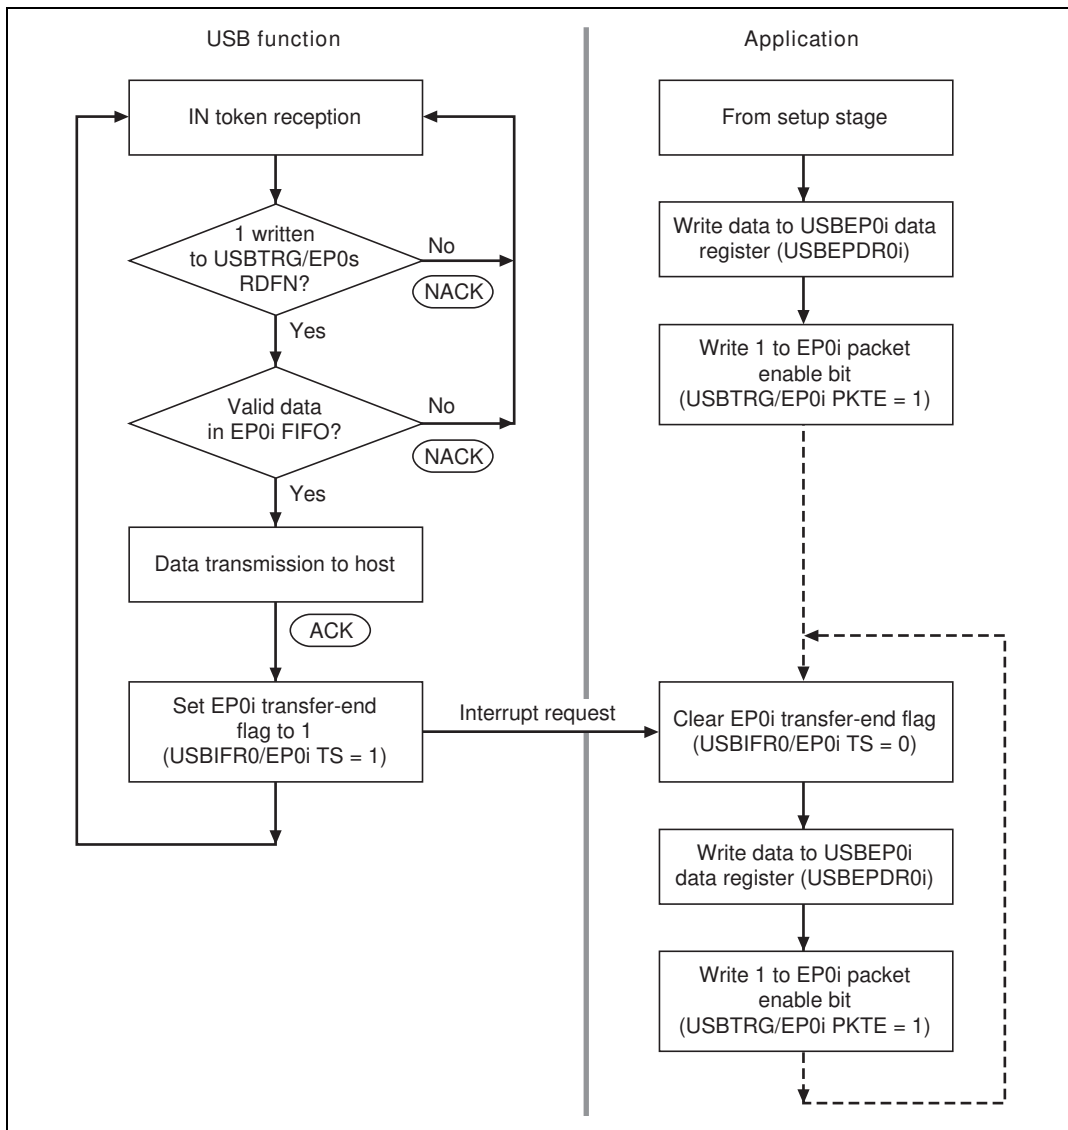 USB function
IN token reception
1 written
to USBTRG/EP0s
RDFN?
No
NACK
Yes
Valid data
in EP0i FIFO?
No
NACK
Yes
Data transmission to host
ACK
Set EP0i transfer-end
flag to 1
(USBIFR0/EP0i TS = 1)
Interrupt request
Application
From setup stage
Write data to USBEP0i data
register (USBEPDR0i)
Write 1 to EP0i packet
enable bit
(USBTRG/EP0i PKTE = 1)
Clear EP0i transfer-end flag
(USBIFR0/EP0i TS = 0)
Write data to USBEP0i
data register (USBEPDR0i)
Write 1 to EP0i packet
enable bit
(USBTRG/EP0i PKTE = 1)